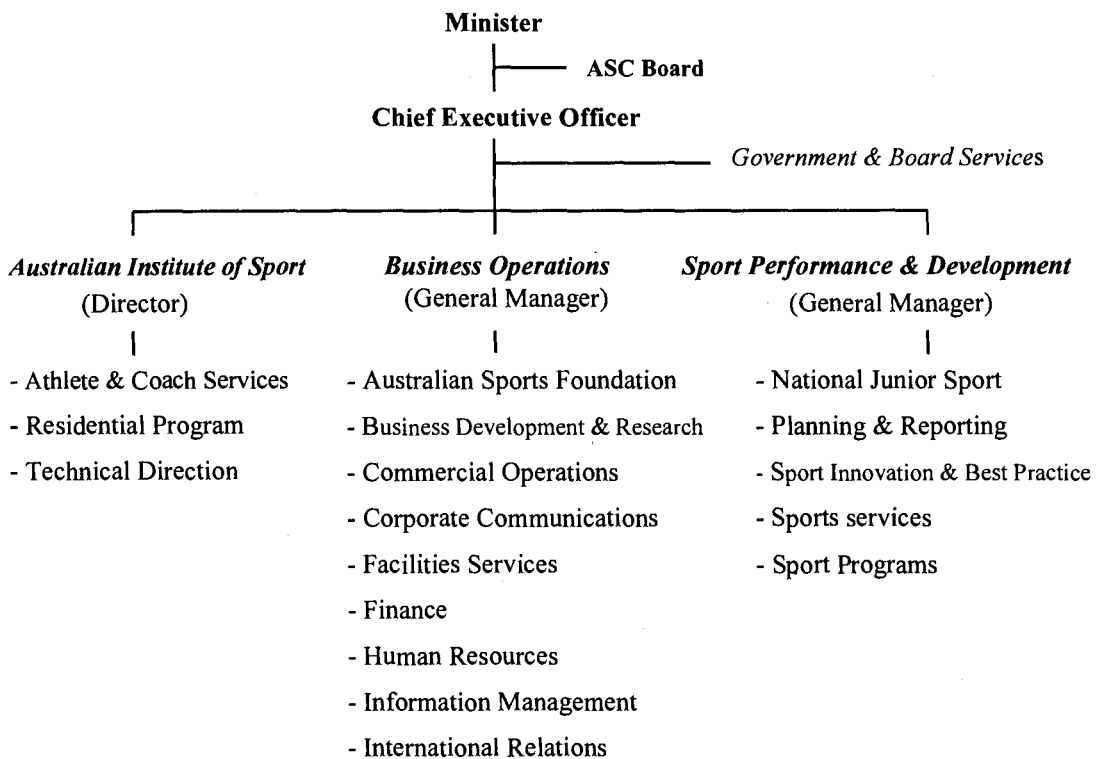 Minister
ASC Board
Chief Executive Officer
Government & Board Services
Australian Institute of Sport
(Director)
- Athlete & Coach Services
- Residential Program
- Technical Direction
Business Operations
(General Manager)
- Australian Sports Foundation
- Business Development & Research
- Commercial Operations
- Corporate Communications
- Facilities Services
- Finance
- Human Resources
- Information Management
- International Relations
Sport Performance & Development
(General Manager)
- National Junior Sport
- Planning & Reporting
- Sport Innovation & Best Practice
- Sports services
- Sport Programs